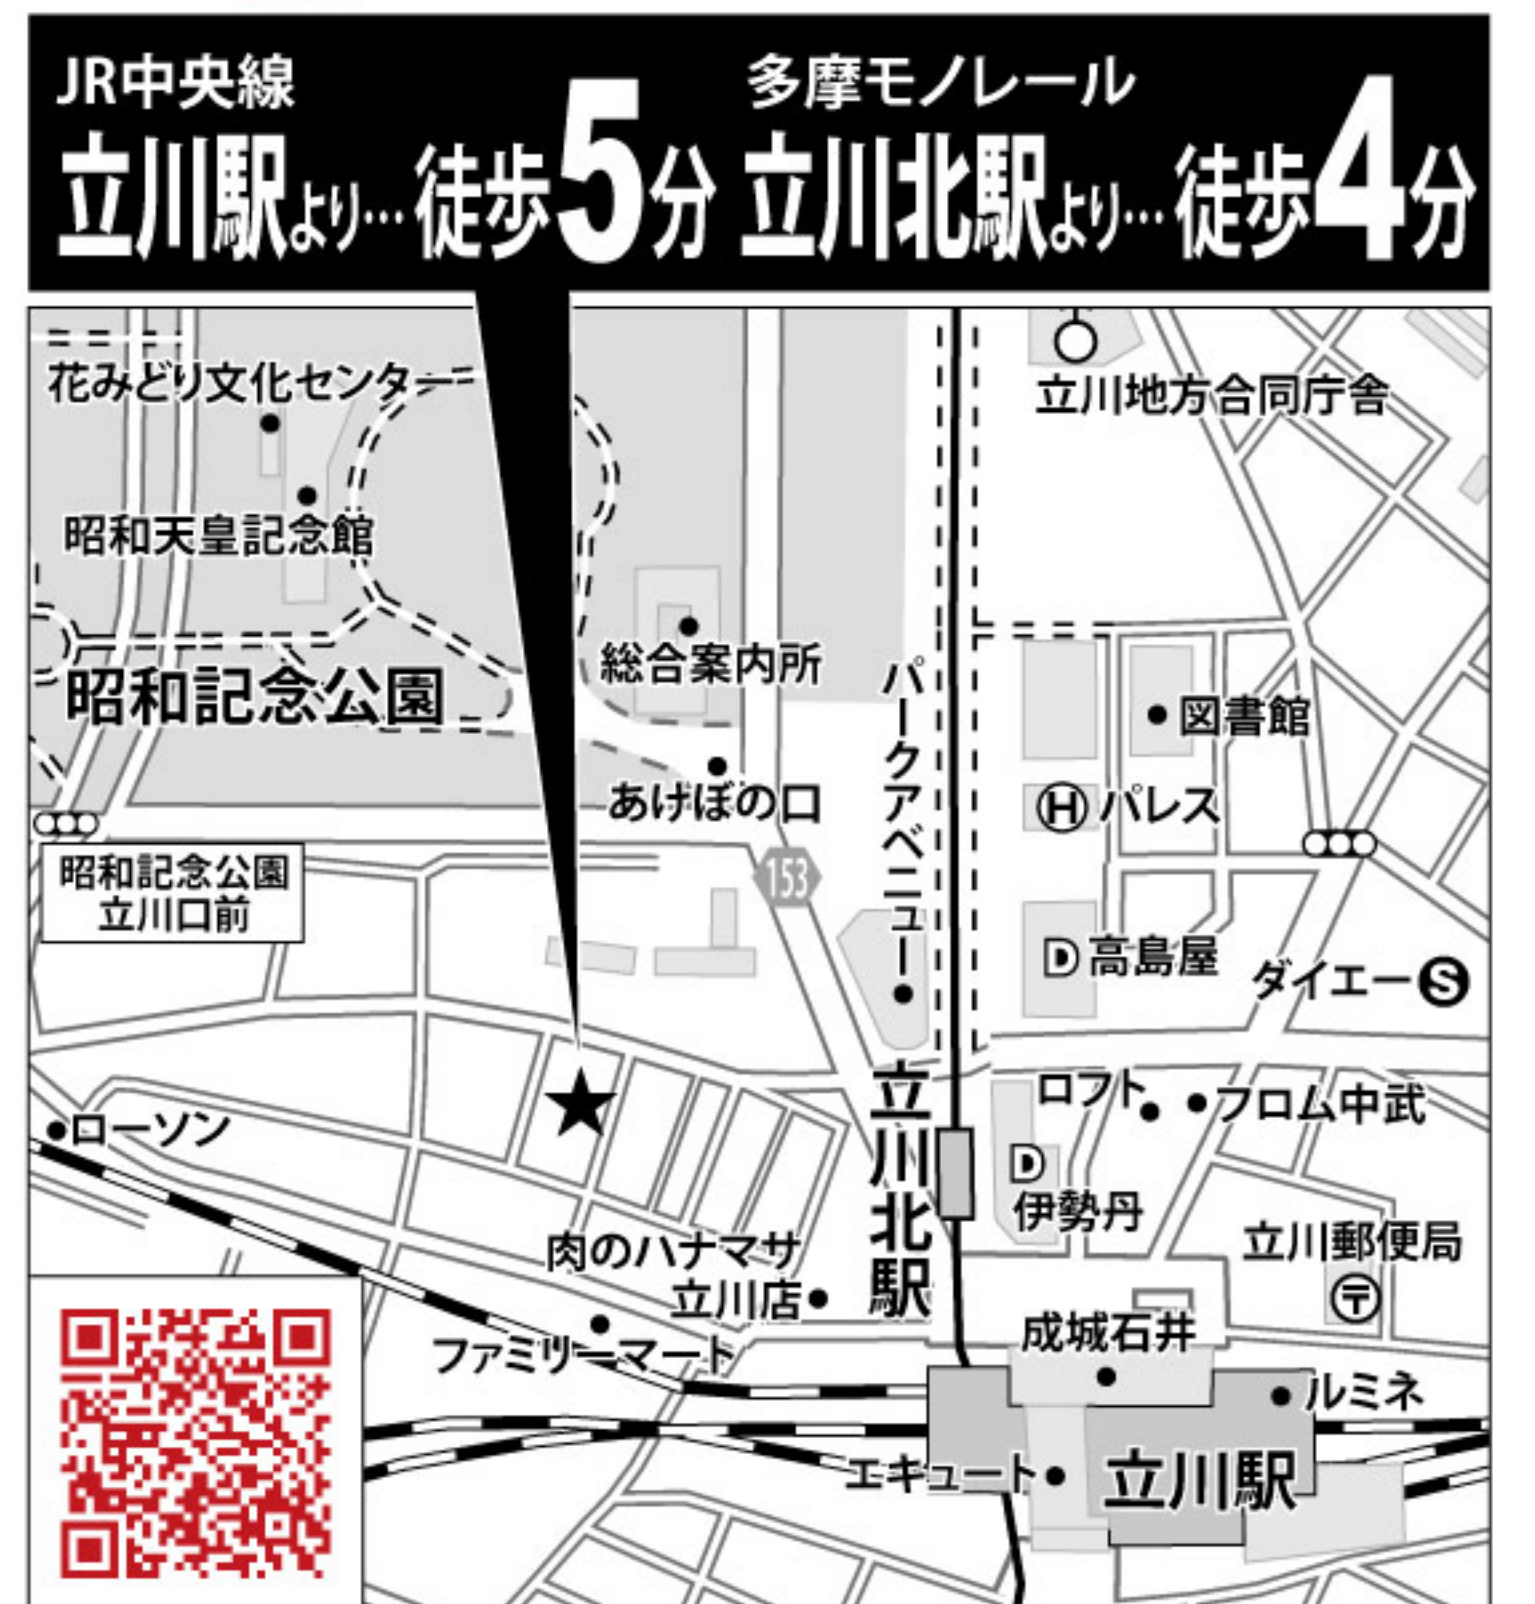 JR中央線
立川駅より…徒歩5分
多摩モノレール
立川北駅より…徒歩4分
花みどり文化センター
昭和天皇記念館
昭和記念公園
総合案内所
あけぼの口
昭和記念公園
立川口前
153
パークアベニュー
立川地方合同庁舎
図書館
H パレス
D 高島屋
ダイエー S
ローソン
立川北駅
ロフト
フロム中武
D
伊勢丹
立川郵便局
〒
肉のハナマサ
立川店
ファミリーマート
成城石井
ルミネ
エキュート
立川駅